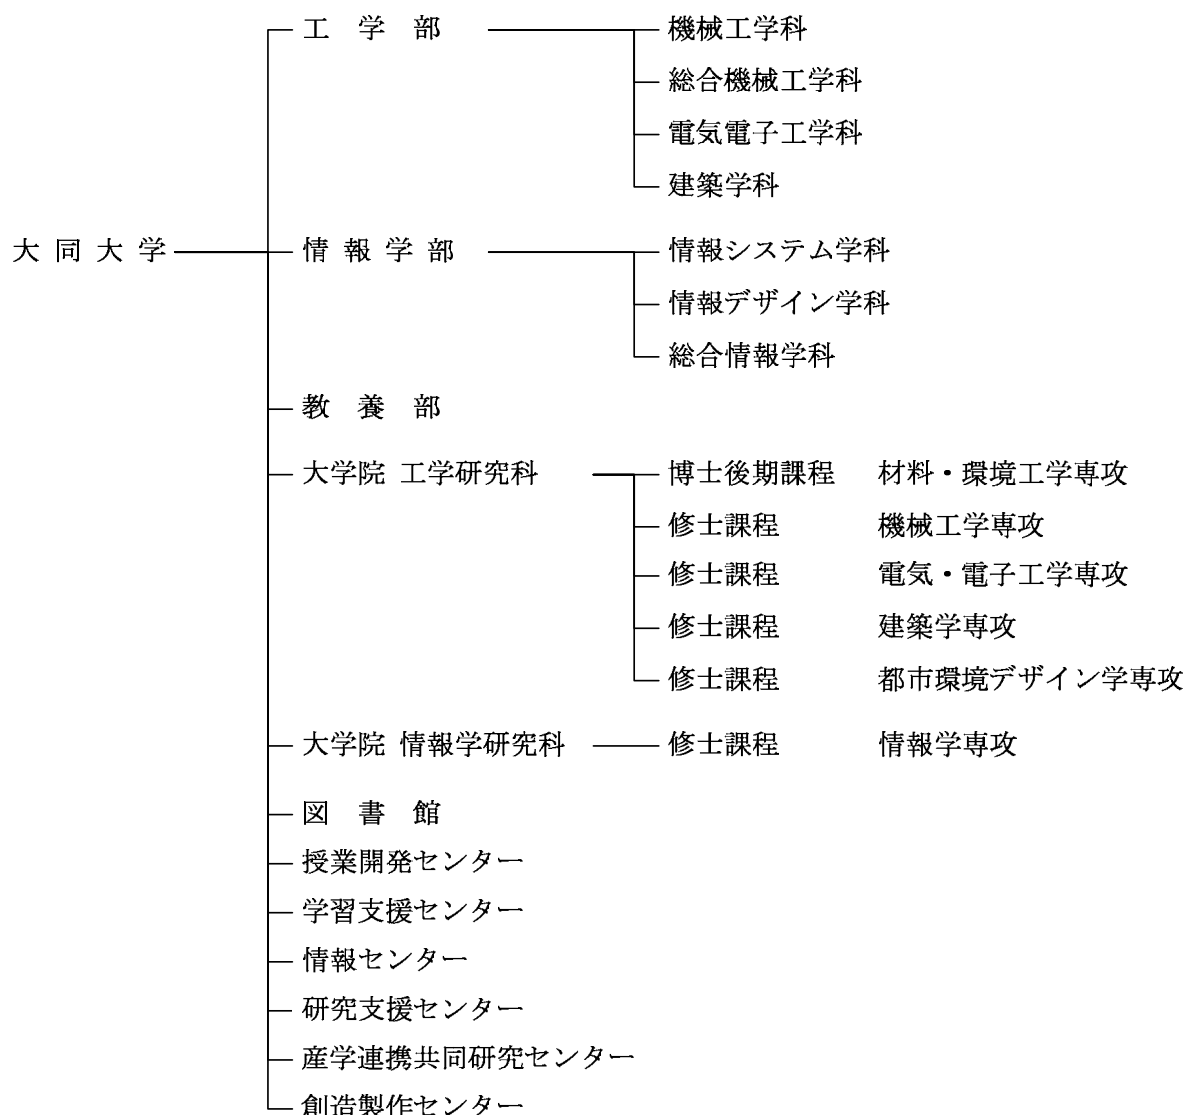 工 学 部 機械工学科
総合機械工学科
電気電子工学科
建築学科
大 同 大 学 情 報 学 部 情報システム学科
情報デザイン学科
総合情報学科
教 養 部
大学院 工学研究科 博士後期課程 材料・環境工学専攻
修士課程 機械工学専攻
修士課程 電気・電子工学専攻
修士課程 建築学専攻
修士課程 都市環境デザイン学専攻
大学院 情報学研究科 修士課程 情報学専攻
図 書 館
授業開発センター
学習支援センター
情報センター
研究支援センター
産学連携共同研究センター
創造製作センター